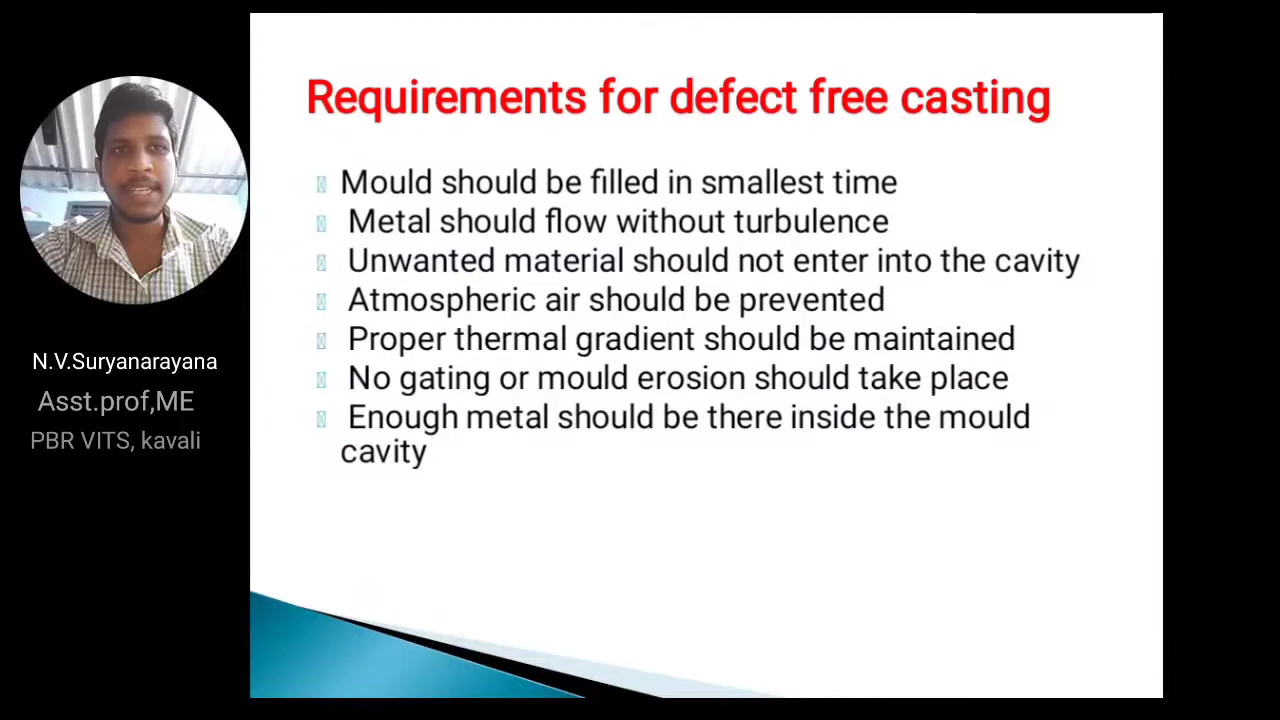 Requirements for defect free casting
Mould should be filled in smallest time
Metal should flow without turbulence
Unwanted material should not enter into the cavity
Atmospheric air should be prevented
Proper thermal gradient should be maintained
No gating or mould erosion should take place
Enough metal should be there inside the mould
cavity
N.V.Suryanarayana
Asst.prof,ME
PBR VITS, kavali